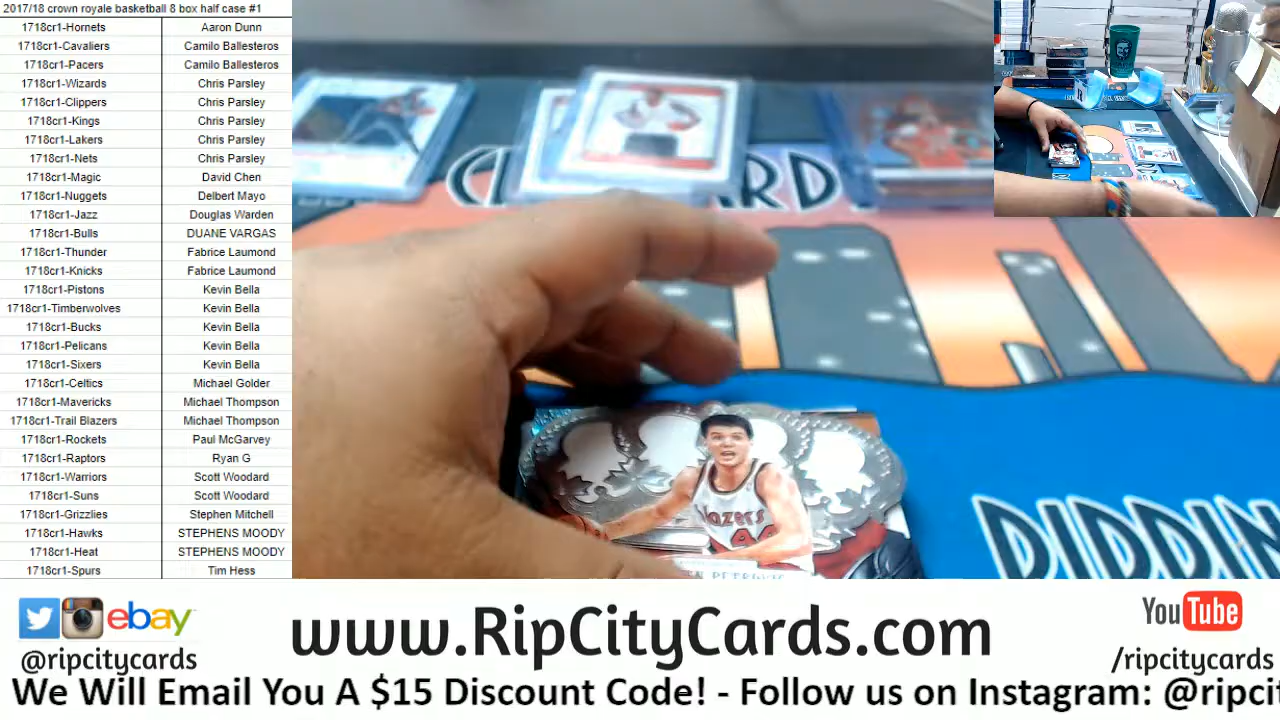 2017/18 crown royale basketball 8 box half case #1
1718cr1-Hornets Aaron Dunn
1718cr1-Cavaliers Camilo Ballesteros
1718cr1-Pacers Camilo Ballesteros
1718cr1-Wizards Chris Parsley
1718cr1-Clippers Chris Parsley
1718cr1-Kings Chris Parsley
1718cr1-Lakers Chris Parsley
1718cr1-Nets Chris Parsley
1718cr1-Magic David Chen
1718cr1-Nuggets Delbert Mayo
1718cr1-Jazz Douglas Warden
1718cr1-Bulls DUANE VARGAS
1718cr1-Thunder Fabrice Laumond
1718cr1-Knicks Fabrice Laumond
1718cr1-Pistons Kevin Bella
1718cr1-Timberwolves Kevin Bella
1718cr1-Bucks Kevin Bella
1718cr1-Pelicans Kevin Bella
1718cr1-Sixers Kevin Bella
1718cr1-Celtics Michael Golder
1718cr1-Mavericks Michael Thompson
1718cr1-Trail Blazers Michael Thompson
1718cr1-Rockets Paul McGarvey
1718cr1-Raptors Ryan G
1718cr1-Warriors Scott Woodard
1718cr1-Suns Scott Woodard
1718cr1-Grizzlies Stephen Mitchell
1718cr1-Hawks STEPHENS MOODY
1718cr1-Heat STEPHENS MOODY
1718cr1-Spurs Tim Hess
lazers
44
PETROVIC
RIPPIN
ebay
@ripcitycards
www.RipCityCards.com
YouTube
/ripcitycards
We Will Email You A $15 Discount Code! - Follow us on Instagram: @ripcit